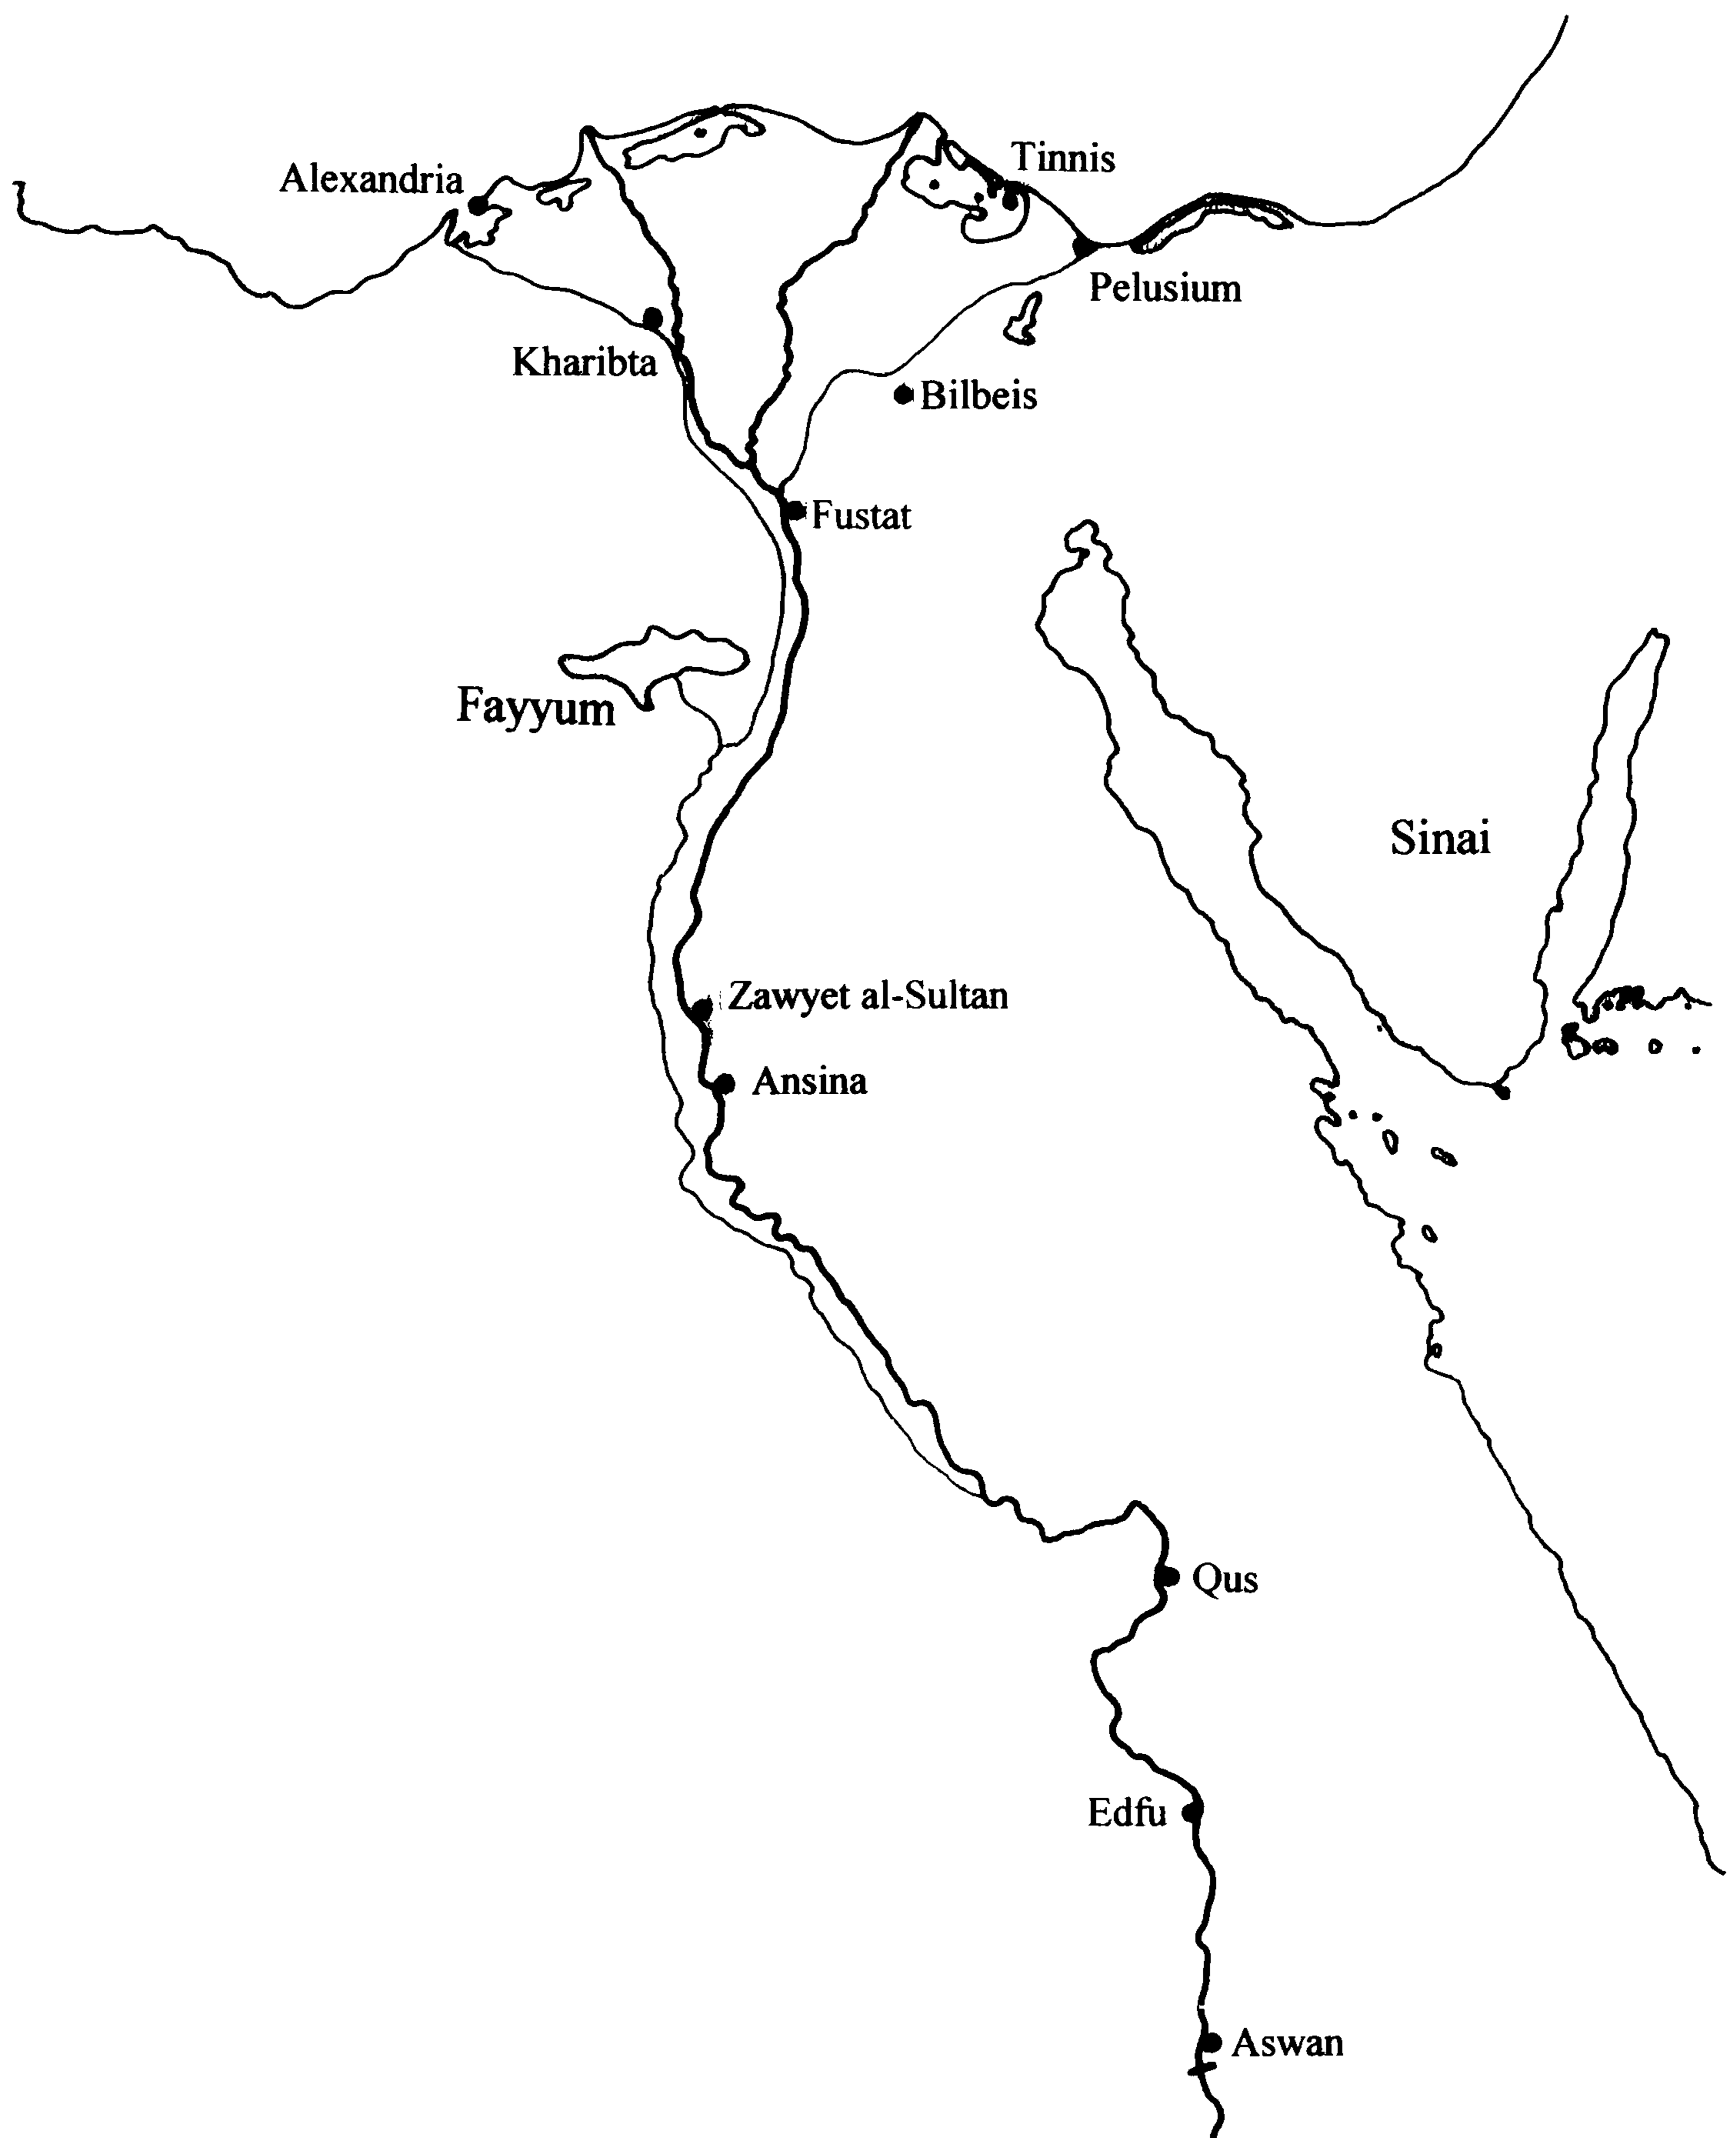 Tinnis
Alexandria
Pelusium
Kharibta
Bilbeis
Fustat
Fayyum
Sinai
Zawyet al-Sultan
Ansina
Qus
Edfu
Aswan